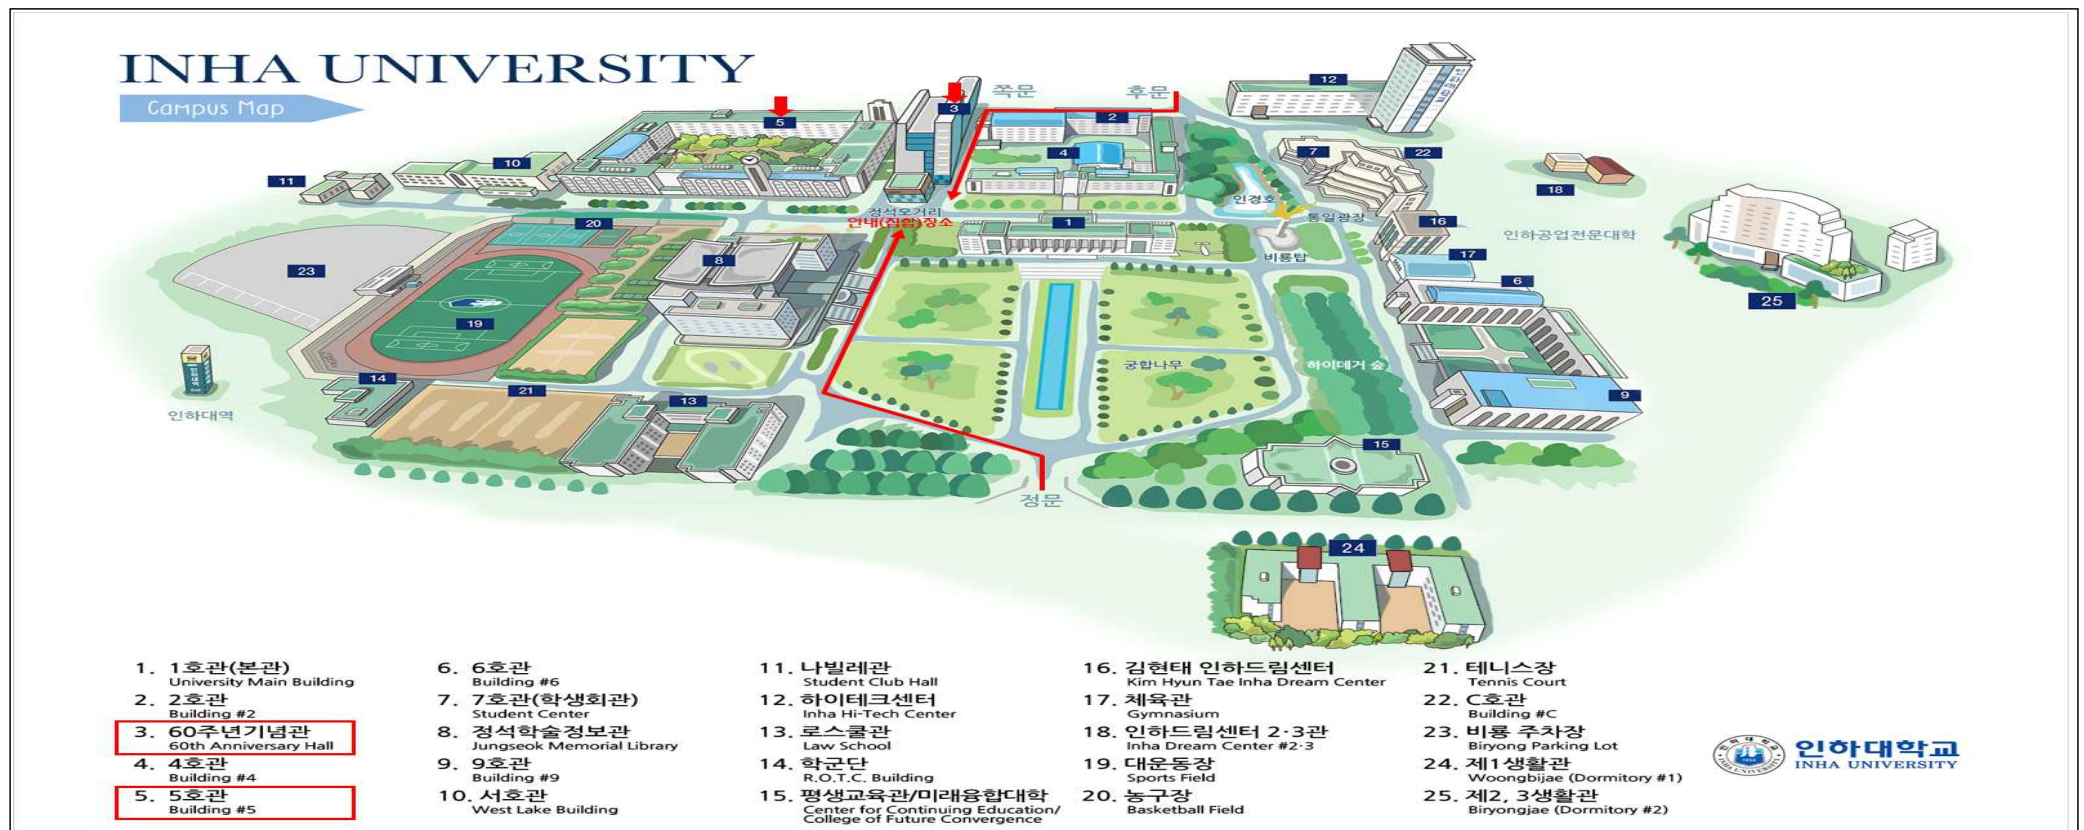 INHA UNIVERSITY
Campus Map
쪽문
후문
12
3
2
5
4
7
22
10
11
18
인경호
정석오거리
안내(집합)장소
통일광장
20
1
16
인하공업전문대학
비룡탑
17
8
23
6
25
19
궁합나무
하이데거 숲
14
21
13
9
인하대역
15
정문
24
1. 1호관(본관)
University Main Building
2. 2호관
Building #2
3. 60주년기념관
60th Anniversary Hall
4. 4호관
Building #4
5. 5호관
Building #5
6. 6호관
Building #6
7. 7호관(학생회관)
Student Center
8. 정석학술정보관
Jungseok Memorial Library
9. 9호관
Building #9
10. 서호관
West Lake Building
11. 나빌레관
Student Club Hall
12. 하이테크센터
Inha Hi-Tech Center
13. 로스쿨관
Law School
14. 학군단
R.O.T.C. Building
15. 평생교육관/미래융합대학
Center for Continuing Education/
College of Future Convergence
16. 김현태 인하드림센터
Kim Hyun Tae Inha Dream Center
17. 체육관
Gymnasium
18. 인하드림센터 2·3관
Inha Dream Center #2·3
19. 대운동장
Sports Field
20. 농구장
Basketball Field
21. 테니스장
Tennis Court
22. C호관
Building #C
23. 비룡 주차장
Biryong Parking Lot
24. 제1생활관
Woongbijae (Dormitory #1)
25. 제2, 3생활관
Biryongjae (Dormitory #2)
인하대학교
INHA UNIVERSITY